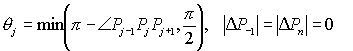 θ_j = min(π − ∠P_{j−1}P_jP_{j+1}, π/2), |ΔP_{−1}| = |ΔP_n| = 0